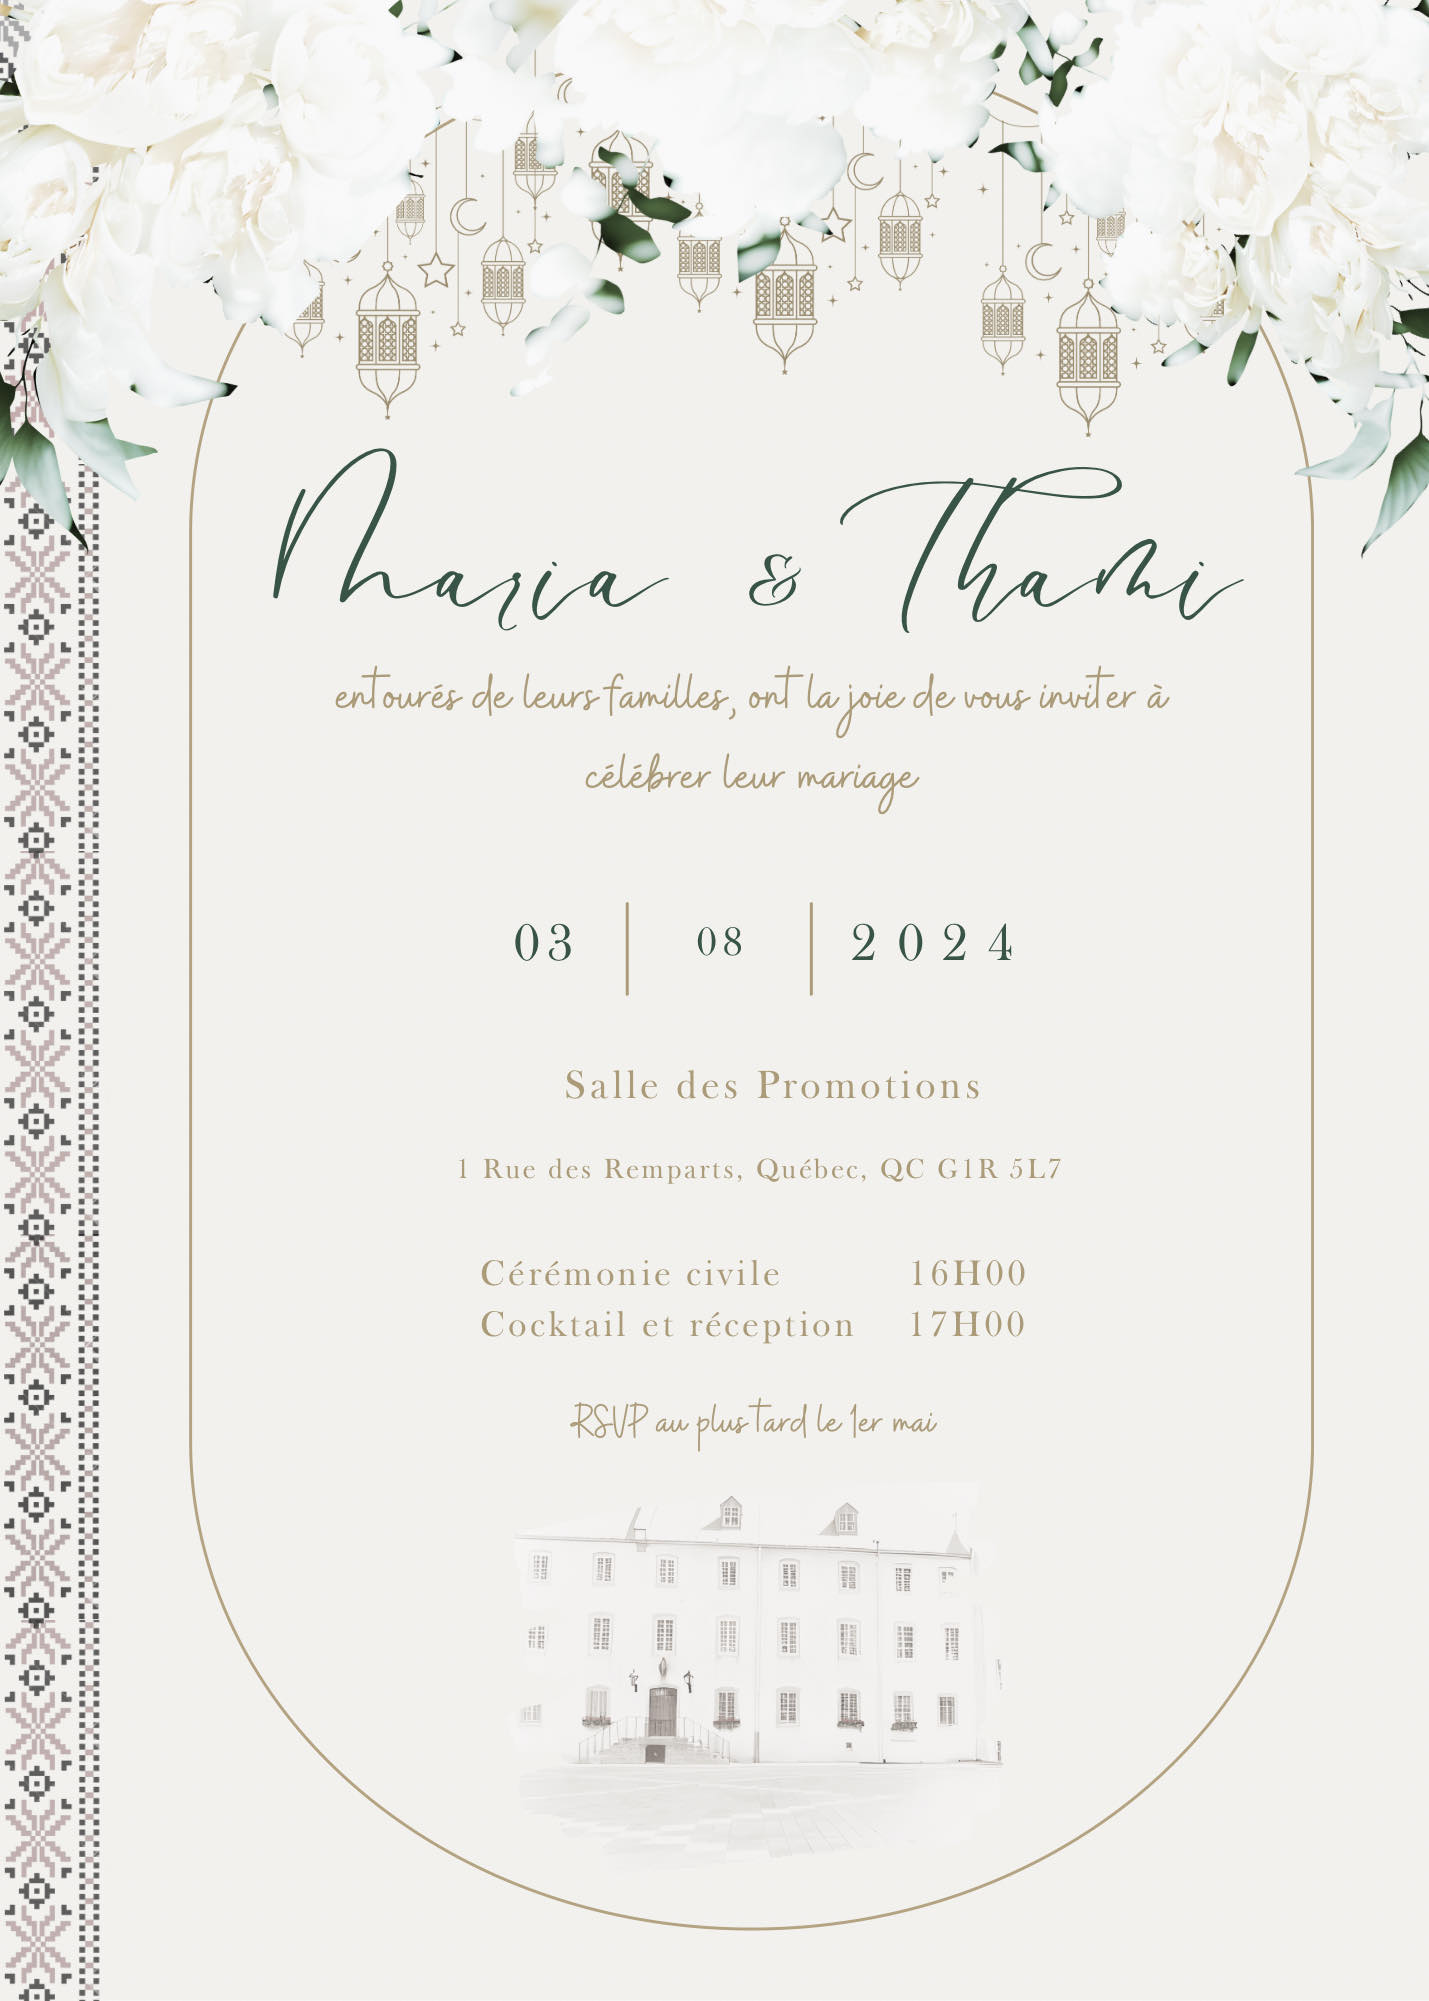 Maria & Thami
entourés de leurs familles, ont la joie de vous inviter à
célébrer leur mariage
03 08 2024
Salle des Promotions
1 Rue des Remparts, Québec, QC G1R 5L7
Cérémonie civile 16H00
Cocktail et réception 17H00
RSVP au plus tard le 1er mai